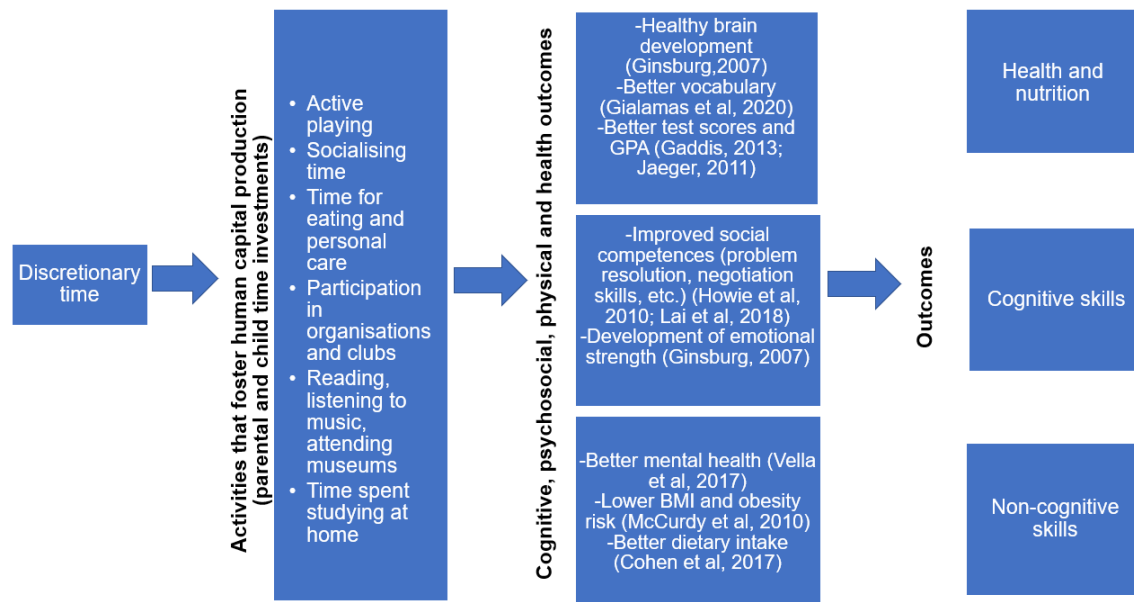 Discretionary
time
Activities that foster human capital production
(parental and child time investments)
• Active
playing
• Socialising
time
• Time for
eating and
personal
care
• Participation
in
organisations
and clubs
• Reading,
listening to
music,
attending
museums
• Time spent
studying at
home
Cognitive, psychosocial, physical and health outcomes
-Healthy brain
development
(Ginsburg,2007)
-Better vocabulary
(Gialamas et al, 2020)
-Better test scores and
GPA (Gaddis, 2013;
Jaeger, 2011)
-Improved social
competences (problem
resolution, negotiation
skills, etc.) (Howie et al,
2010; Lai et al, 2018)
-Development of emotional
strength (Ginsburg, 2007)
-Better mental health (Vella
et al, 2017)
-Lower BMI and obesity
risk (McCurdy et al, 2010)
-Better dietary intake
(Cohen et al, 2017)
Outcomes
Health and
nutrition
Cognitive skills
Non-cognitive
skills